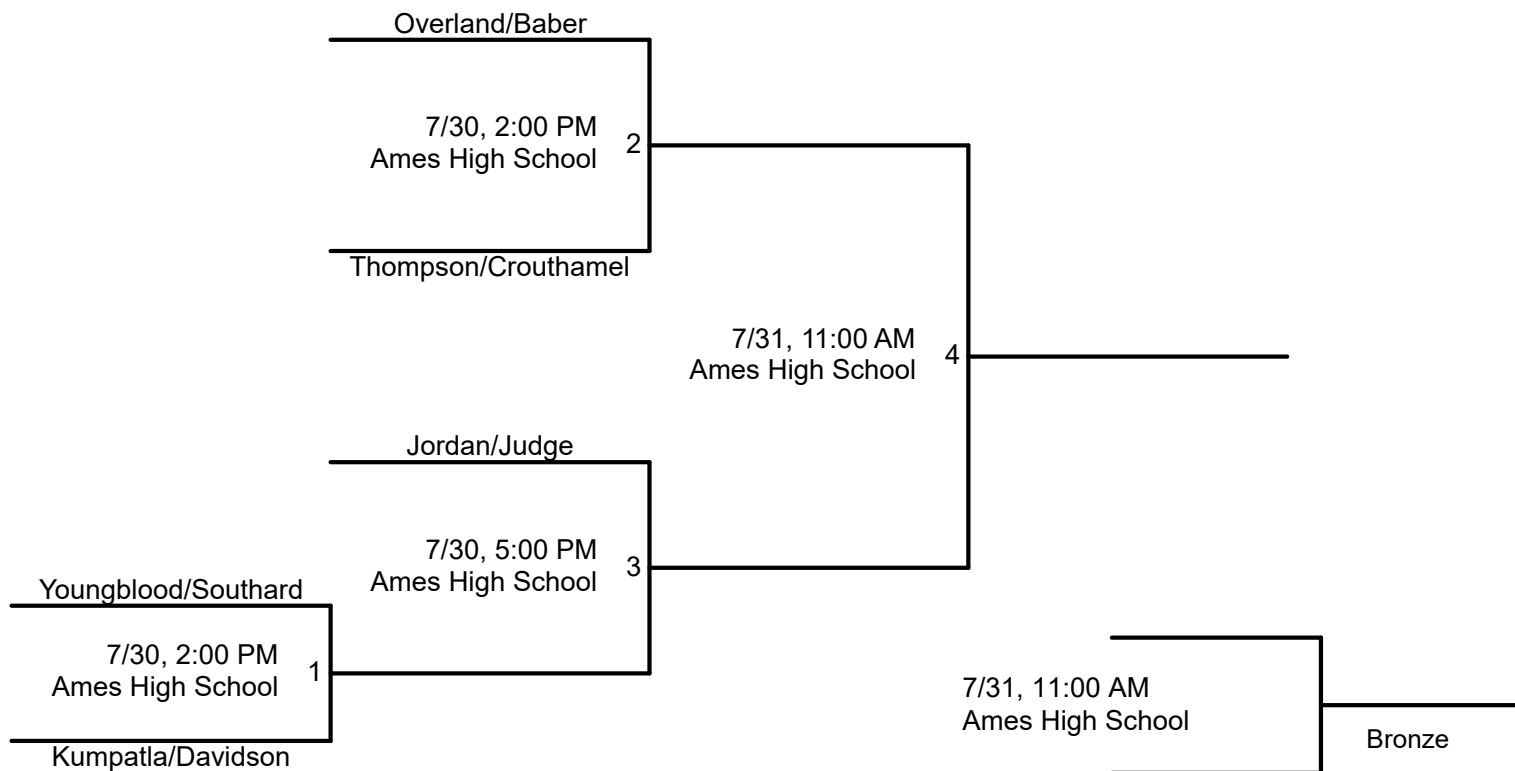 Overland/Baber
7/30, 2:00 PM
Ames High School
2
Thompson/Crouthamel
7/31, 11:00 AM
Ames High School
4
Jordan/Judge
7/30, 5:00 PM
Ames High School
3
Youngblood/Southard
7/30, 2:00 PM
Ames High School
1
Kumpatla/Davidson
7/31, 11:00 AM
Ames High School
Bronze